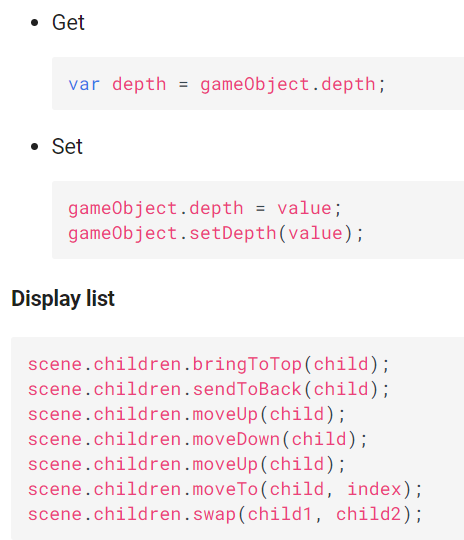 Get
var depth = gameObject.depth;
Set
gameObject.depth = value;
gameObject.setDepth(value);
Display list
scene.children.bringToTop(child);
scene.children.sendToBack(child);
scene.children.moveUp(child);
scene.children.moveDown(child);
scene.children.moveUp(child);
scene.children.moveTo(child, index);
scene.children.swap(child1, child2);